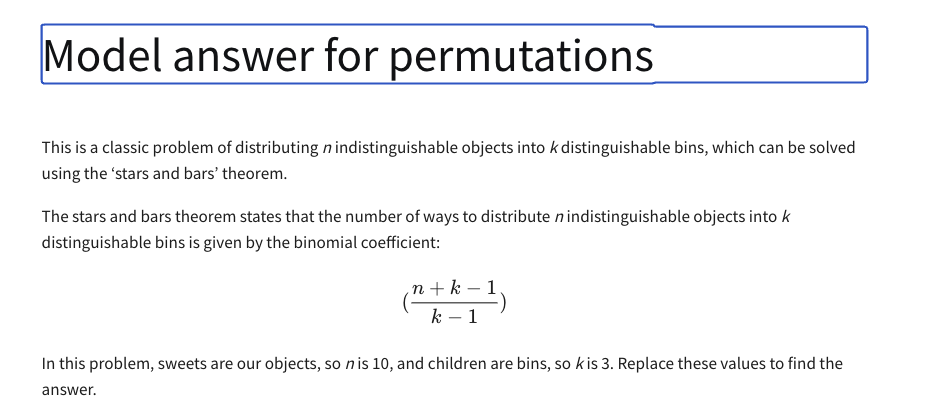 Model answer for permutations
This is a classic problem of distributing n indistinguishable objects into k distinguishable bins, which can be solved
using the ‘stars and bars’ theorem.
The stars and bars theorem states that the number of ways to distribute n indistinguishable objects into k
distinguishable bins is given by the binomial coefficient:
(\frac{n + k − 1}{k − 1})
In this problem, sweets are our objects, so n is 10, and children are bins, so k is 3. Replace these values to find the
answer.